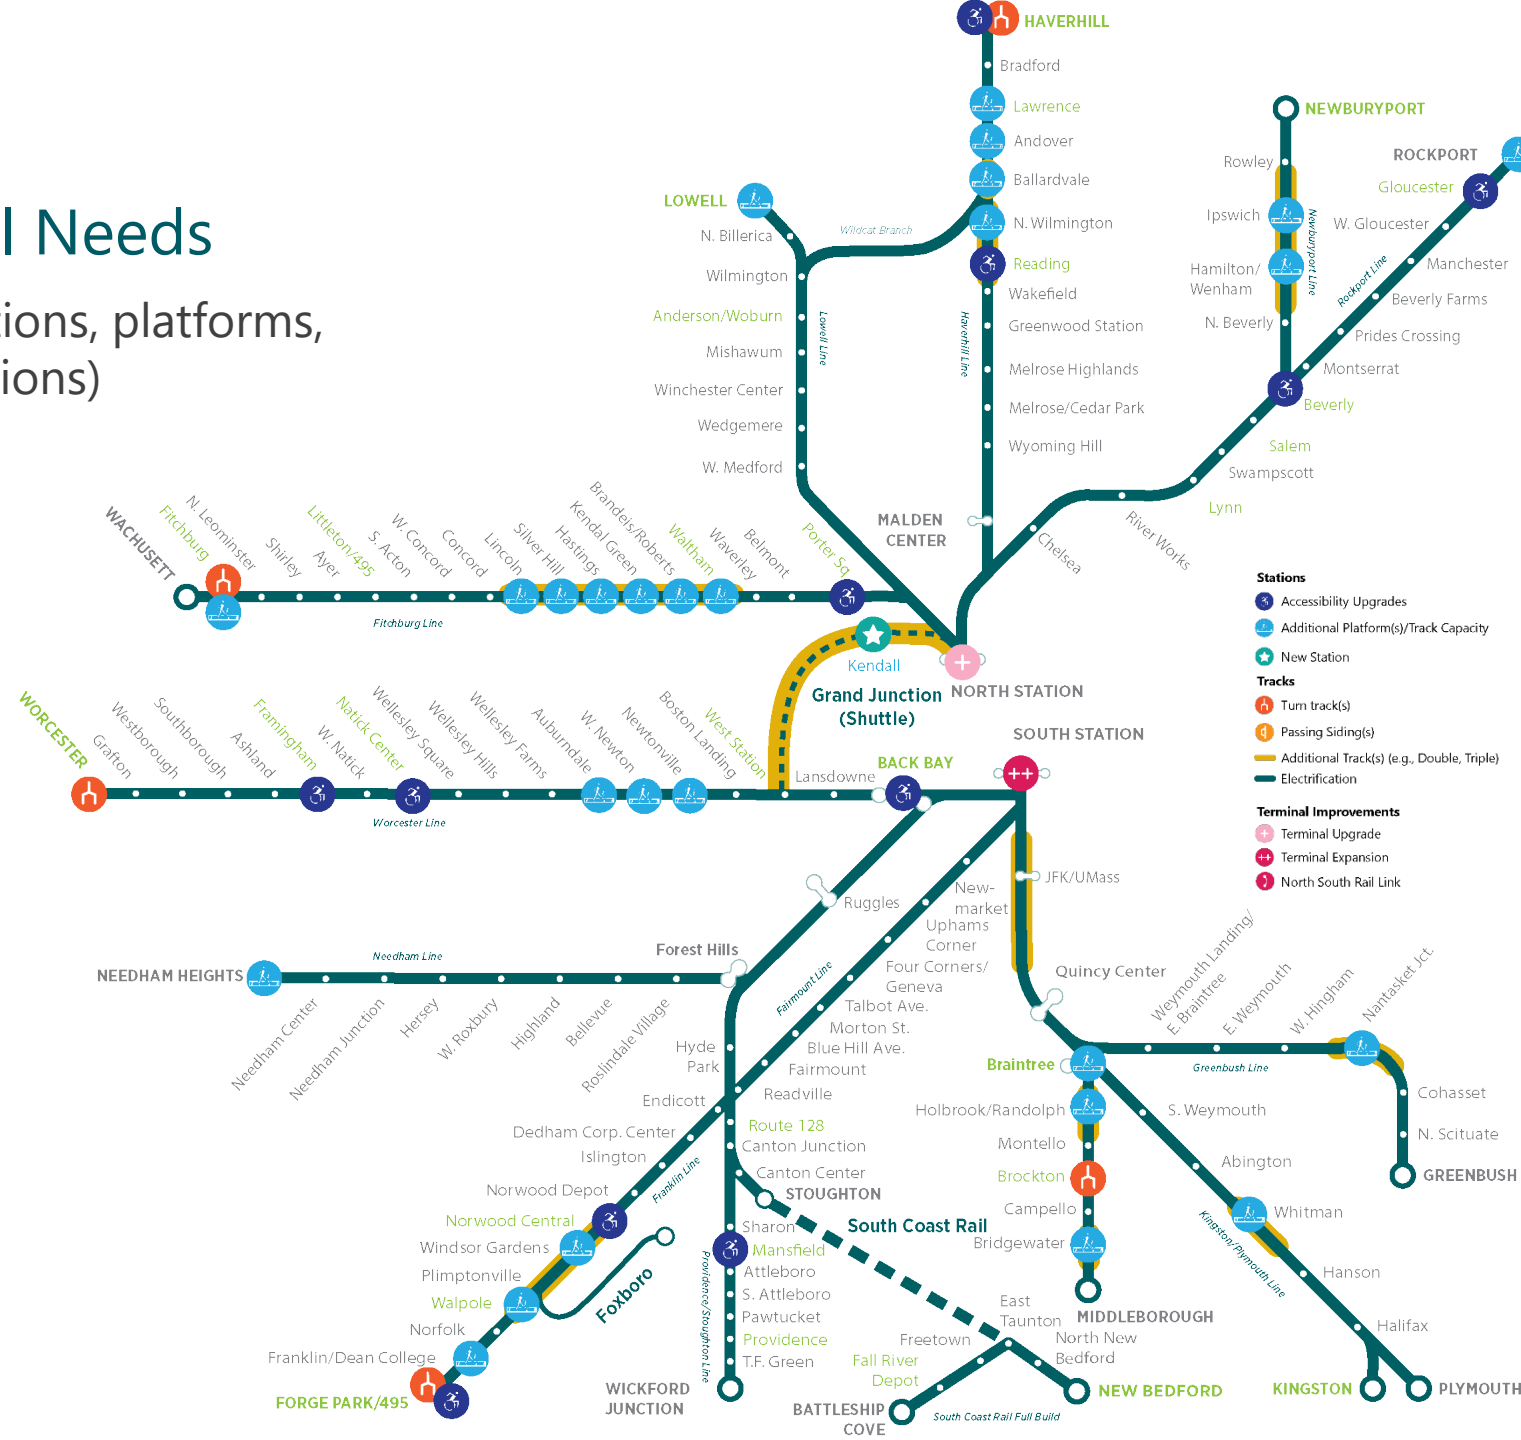 l Needs
tions, platforms,
ions)
HAVERHILL
Bradford
Lawrence
Andover
Ballardvale
N. Wilmington
Reading
Wakefield
Greenwood Station
Melrose Highlands
Melrose/Cedar Park
Wyoming Hill
MALDEN
CENTER
Haverhill Line
Wildcat Branch
LOWELL
N. Billerica
Wilmington
Anderson/Woburn
Mishawum
Winchester Center
Wedgemere
W. Medford
Lowell Line
NEWBURYPORT
Rowley
Ipswich
Hamilton/
Wenham
N. Beverly
Newburyport Line
ROCKPORT
Gloucester
W. Gloucester
Manchester
Beverly Farms
Prides Crossing
Montserrat
Rockport Line
Beverly
Salem
Swampscott
Lynn
River Works
Chelsea
WACHUSETT
Fitchburg
N. Leominster
Shirley
Ayer
Littleton/495
S. Acton
W. Concord
Concord
Lincoln
Silver Hill
Hastings
Kendal Green
Brandeis/Roberts
Waltham
Waverley
Belmont
Porter Sq
Fitchburg Line
Kendall
Grand Junction
(Shuttle)
NORTH STATION
SOUTH STATION
WORCESTER
Grafton
Westborough
Southborough
Ashland
Framingham
W. Natick
Natick Center
Wellesley Square
Wellesley Hills
Wellesley Farms
Auburndale
W. Newton
Newtonville
Boston Landing
West Station
Lansdowne
BACK BAY
Worcester Line
Stations
Accessibility Upgrades
Additional Platform(s)/Track Capacity
New Station
Tracks
Turn track(s)
Passing Siding(s)
Additional Track(s) (e.g., Double, Triple)
Electrification
Terminal Improvements
Terminal Upgrade
Terminal Expansion
North South Rail Link
Ruggles
Forest Hills
NEEDHAM HEIGHTS
Needham Line
Needham Center
Needham Junction
Hersey
W. Roxbury
Highland
Bellevue
Roslindale Village
New-
market
Uphams
Corner
Four Corners/
Geneva
Talbot Ave.
Morton St.
Blue Hill Ave.
Fairmount
Readville
Fairmount Line
Hyde
Park
Endicott
Dedham Corp. Center
Islington
Norwood Depot
Norwood Central
Windsor Gardens
Plimptonville
Walpole
Norfolk
Franklin/Dean College
FORGE PARK/495
Franklin Line
Foxboro
Route 128
Canton Junction
Canton Center
STOUGHTON
Sharon
Mansfield
Attleboro
S. Attleboro
Pawtucket
Providence
T.F. Green
WICKFORD
JUNCTION
Providence/Stoughton Line
South Coast Rail
East
Taunton
Freetown
Fall River
Depot
BATTLESHIP
COVE
North New
Bedford
NEW BEDFORD
South Coast Rail Full Build
JFK/UMass
Quincy Center
Braintree
Holbrook/Randolph
Montello
Brockton
Campello
Bridgewater
MIDDLEBOROUGH
Weymouth Landing/
E. Braintree
E. Weymouth
W. Hingham
Nantasket Jct.
Greenbush Line
Cohasset
N. Scituate
GREENBUSH
S. Weymouth
Abington
Whitman
Hanson
Halifax
Kingston/Plymouth Line
KINGSTON
PLYMOUTH